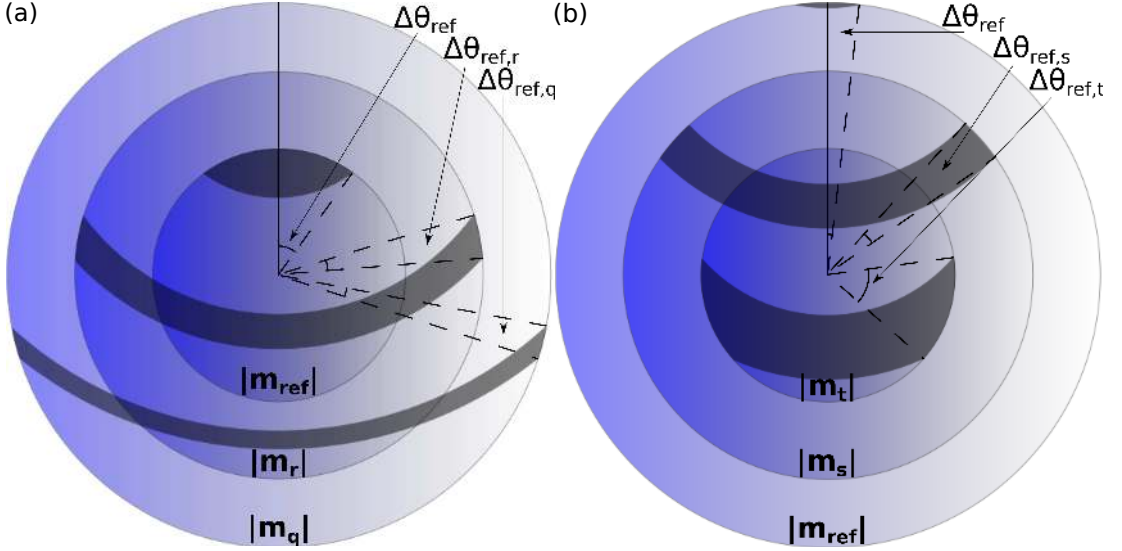 (a)
Δθref
Δθref,r
Δθref,q
|mref|
|mr|
|mq|
(b)
Δθref
Δθref,s
Δθref,t
|mt|
|ms|
|mref|